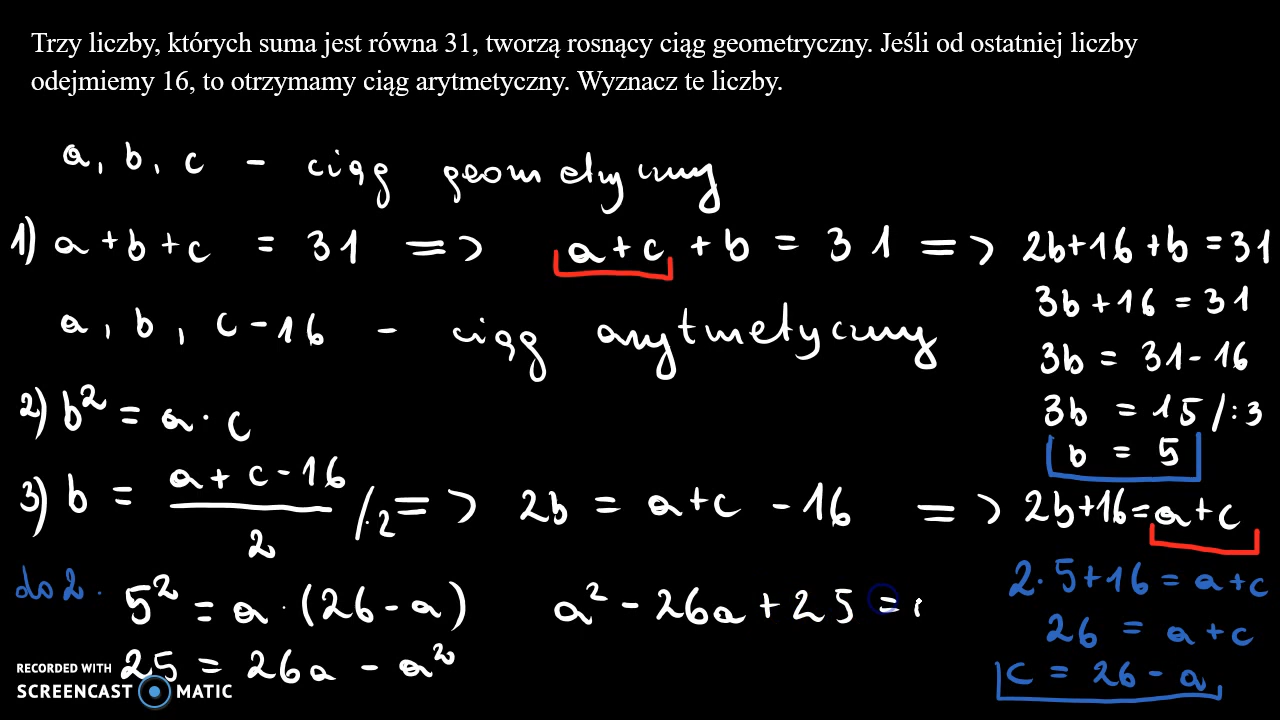 Trzy liczby, których suma jest równa 31, tworzą rosnący ciąg geometryczny. Jeśli od ostatniej liczby
odejmiemy 16, to otrzymamy ciąg arytmetyczny. Wyznacz te liczby.
a, b, c - ciąg geometryczny
1) a+b+c = 31 => a+c + b = 31 => 2b+16+b = 31
3b + 16 = 31
a, b, c-16 - ciąg arytmetyczny
3b = 31-16
2) b² = a·c
3b = 15 /:3
b = 5
3) b = \frac{a+c-16}{2} /·2 => 2b = a+c-16 => 2b+16=a+c
do 2.
5² = a·(26-a)
a² - 26a + 25 =
2·5+16 = a+c
26 = a+c
25 = 26a - a²
c = 26-a
RECORDED WITH
SCREENCAST MATIC